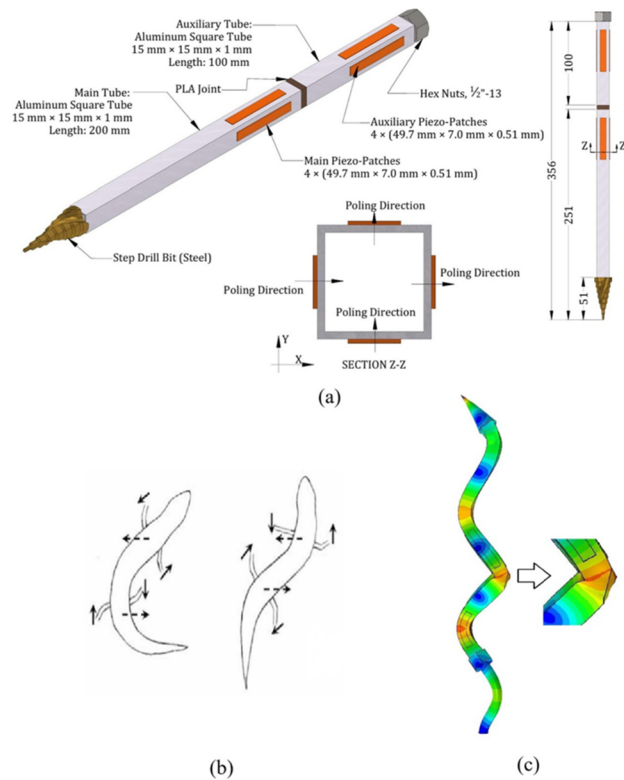 Auxiliary Tube:
Aluminum Square Tube
15 mm × 15 mm × 1 mm
Length: 100 mm
PLA Joint
Main Tube:
Aluminum Square Tube
15 mm × 15 mm × 1 mm
Length: 200 mm
Hex Nuts, ½"-13
Auxiliary Piezo-Patches
4 × (49.7 mm × 7.0 mm × 0.51 mm)
Main Piezo-Patches
4 × (49.7 mm × 7.0 mm × 0.51 mm)
Step Drill Bit (Steel)
Poling Direction
Poling Direction
Poling Direction
Poling Direction
Y
X
SECTION Z-Z
100
356
251
51
Z
Z
(a)
(b)
(c)